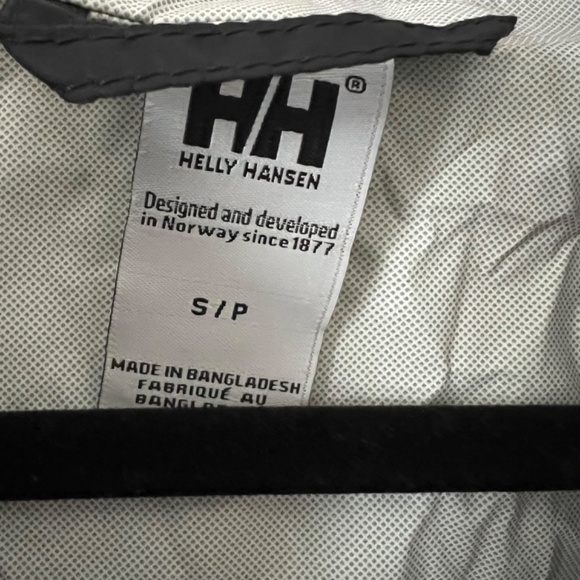 HH®
HELLY HANSEN
Designed and developed
in Norway since 1877
S/P
MADE IN BANGLADESH
FABRIQUÉ AU